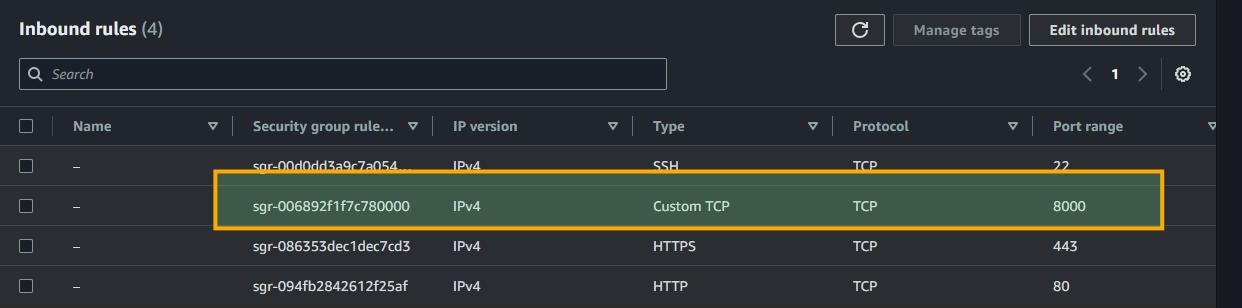 Inbound rules (4)
Manage tags
Edit inbound rules
Search
1
Name Security group rule... IP version Type Protocol Port range
– sgr-00d0dd3a9c7a054... IPv4 SSH TCP 22
– sgr-006892f1f7c780000 IPv4 Custom TCP TCP 8000
– sgr-086353dec1dec7cd3 IPv4 HTTPS TCP 443
– sgr-094fb2842612f25af IPv4 HTTP TCP 80